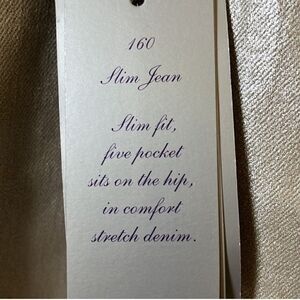 160
Slim Jean
Slim fit,
five pocket
sits on the hip,
in comfort
stretch denim.